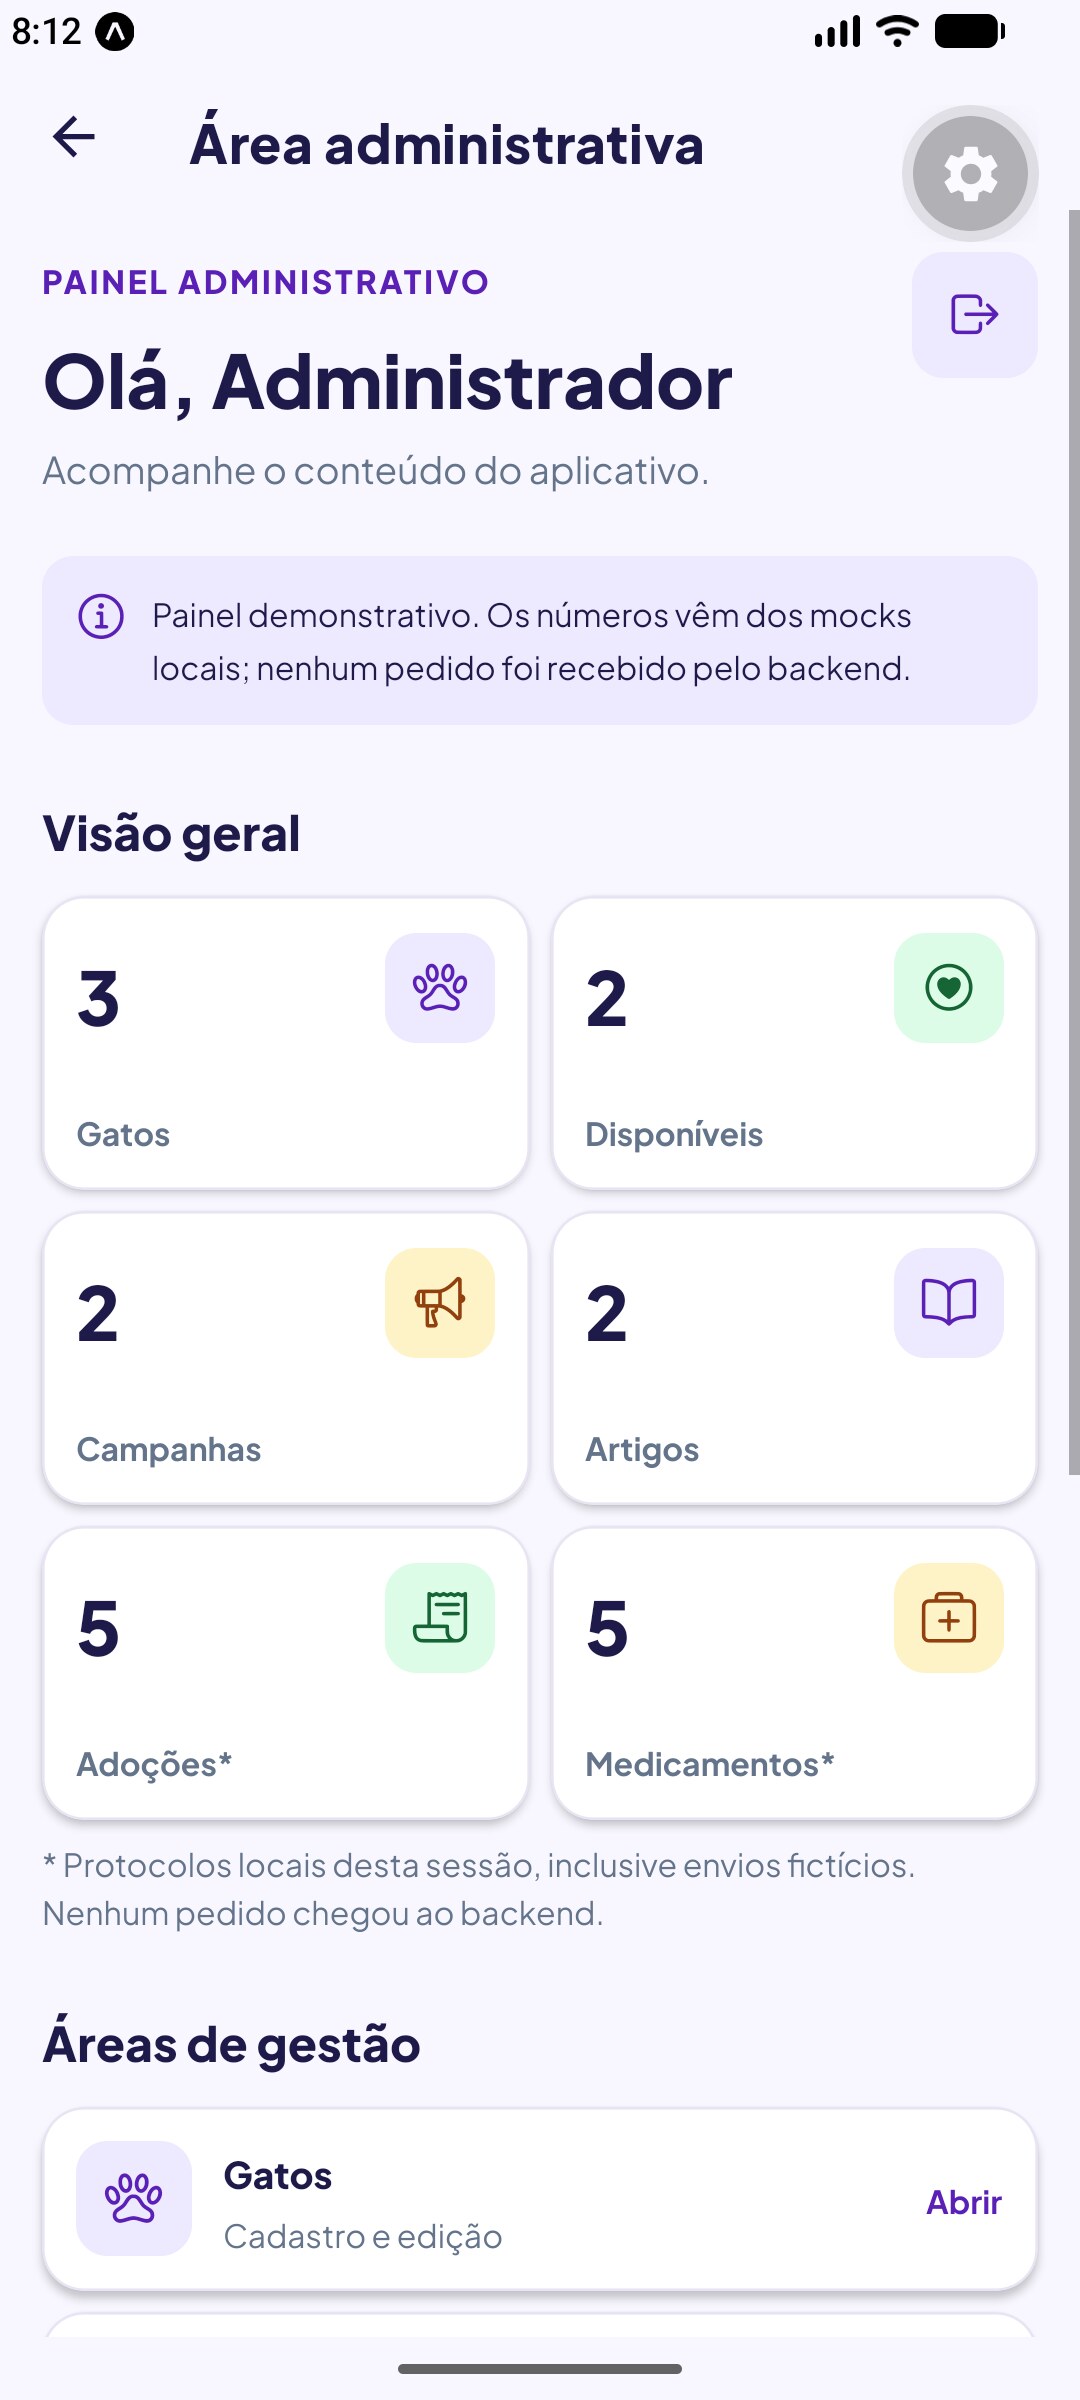 8:12
Área administrativa
PAINEL ADMINISTRATIVO
Olá, Administrador
Acompanhe o conteúdo do aplicativo.
Painel demonstrativo. Os números vêm dos mocks
locais; nenhum pedido foi recebido pelo backend.
Visão geral
3
Gatos
2
Disponíveis
2
Campanhas
2
Artigos
5
Adoções*
5
Medicamentos*
* Protocolos locais desta sessão, inclusive envios fictícios.
Nenhum pedido chegou ao backend.
Áreas de gestão
Gatos
Cadastro e edição
Abrir